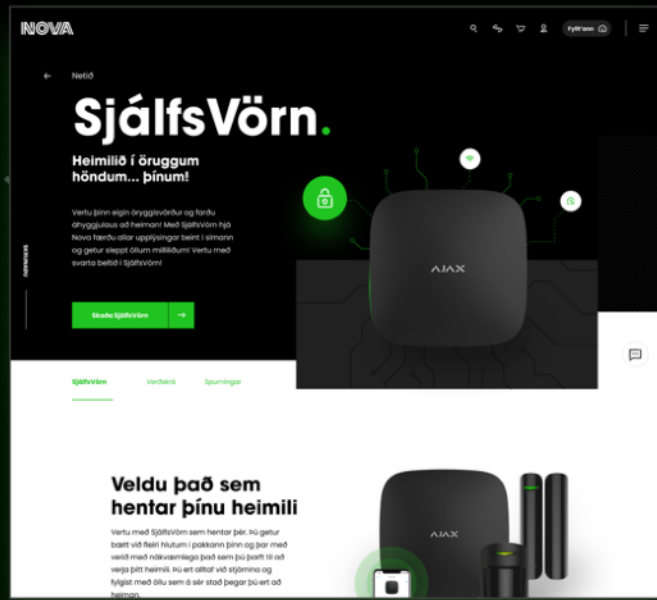 NOVA
Fyllt'ann
Netið
SjálfsVörn.
Heimilið í öruggum
höndum... þínum!
Vertu þinn eigin öryggisvörður og farðu
áhyggjulaus að heiman! Með SjálfsVörn hjá
Nova færðu allar upplýsingar beint í símann
og getur sleppt öllum milliliðum! Vertu með
svarta beltið í SjálfsVörn!
SKRUNAÐU
Skoða SjálfsVörn
AJAX
SjálfsVörn
Verðskrá
Spurningar
Veldu það sem
hentar þínu heimili
Vertu með SjálfsVörn sem hentar þér. Þú getur
bætt við fleiri hlutum í pakkann þinn og þar með
verið með nákvæmlega það sem þú þarft til að
verja þitt heimili. Þú ert alltaf við stjórnina og
fylgist með öllu sem á sér stað þegar þú ert að
heiman.
AJAX